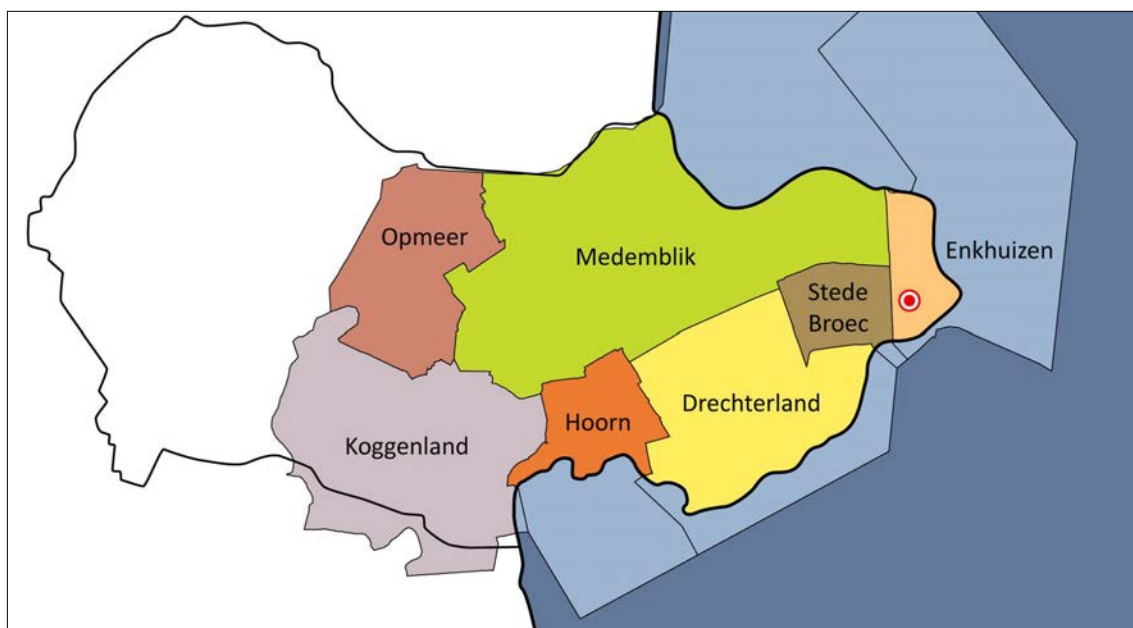 Opmeer
Medemblik
Enkhuizen
Stede
Broec
Drechterland
Hoorn
Koggenland